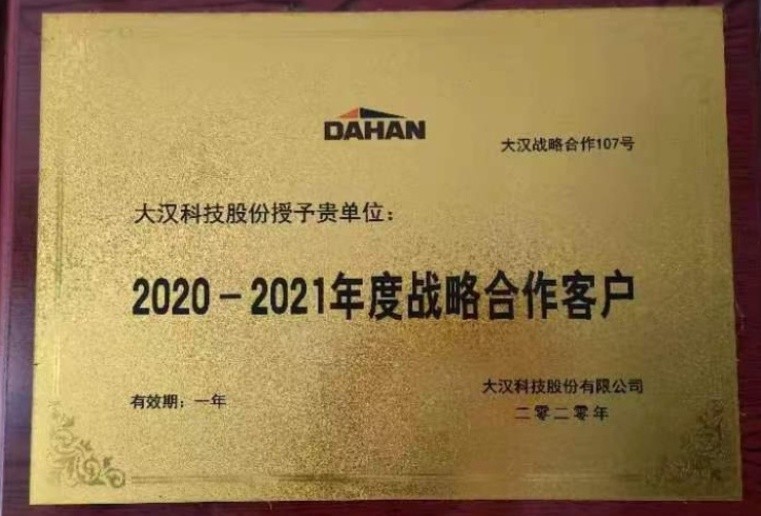 DAHAN
大汉战略合作107号
大汉科技股份授予贵单位：
2020－2021年度战略合作客户
有效期：一年
大汉科技股份有限公司
二零二零年